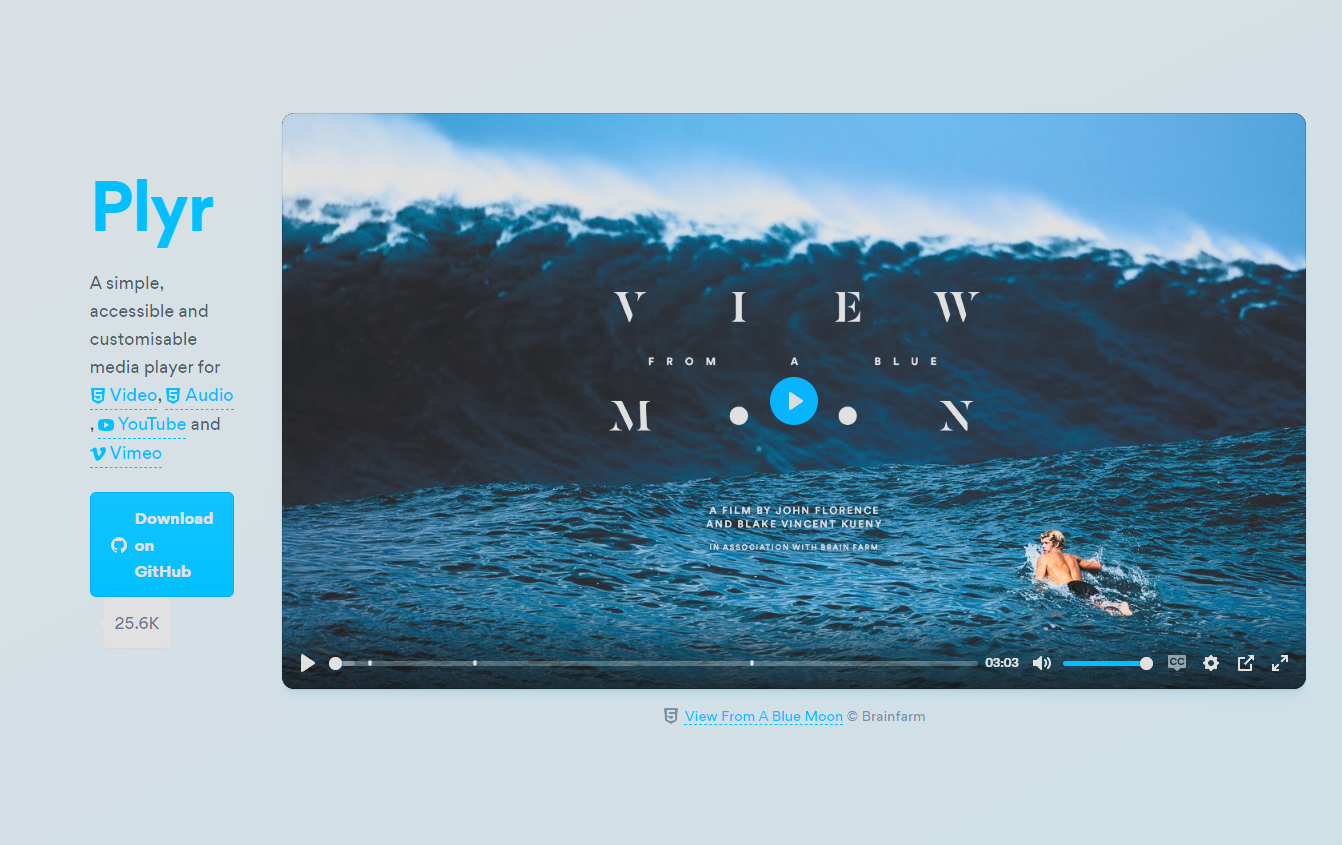 Plyr
A simple,
accessible and
customisable
media player for
Video, Audio
, YouTube and
Vimeo
Download
on
GitHub
25.6K
VIEW
FROM A BLUE
MOON
A FILM BY JOHN FLORENCE
AND BLAKE VINCENT KUENY
IN ASSOCIATION WITH BRAIN FARM.
03:03
CC
View From A Blue Moon © Brainfarm